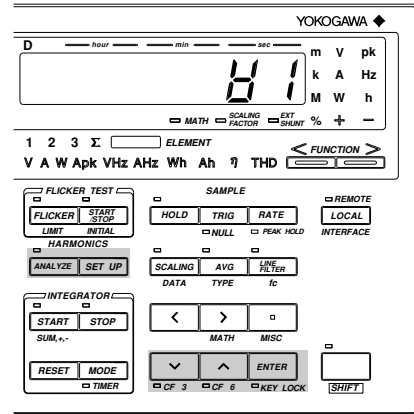 YOKOGAWA
D hour min sec m V pk
k A Hz
M W h
MATH SCALING FACTOR EXT SHUNT % + −
1 2 3 Σ ELEMENT < FUNCTION >
V A W Apk VHz AHz Wh Ah η THD
FLICKER TEST SAMPLE REMOTE
FLICKER START/STOP HOLD TRIG RATE LOCAL
LIMIT INITIAL NULL PEAK HOLD INTERFACE
HARMONICS
ANALYZE SET UP SCALING AVG LINE FILTER
DATA TYPE fc
INTEGRATOR
START STOP
SUM,+,- MATH MISC
RESET MODE ENTER
TIMER CF 3 CF 6 KEY LOCK SHIFT